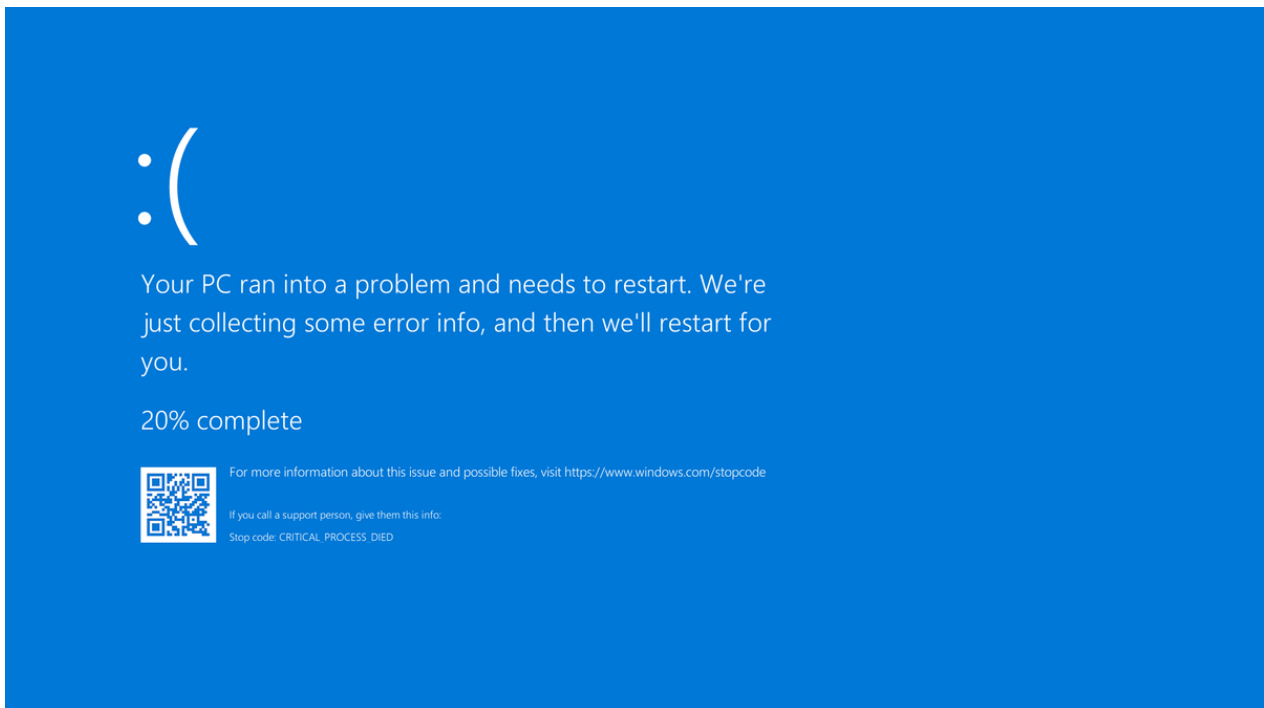 :(
Your PC ran into a problem and needs to restart. We're
just collecting some error info, and then we'll restart for
you.
20% complete
For more information about this issue and possible fixes, visit https://www.windows.com/stopcode
If you call a support person, give them this info:
Stop code: CRITICAL_PROCESS_DIED